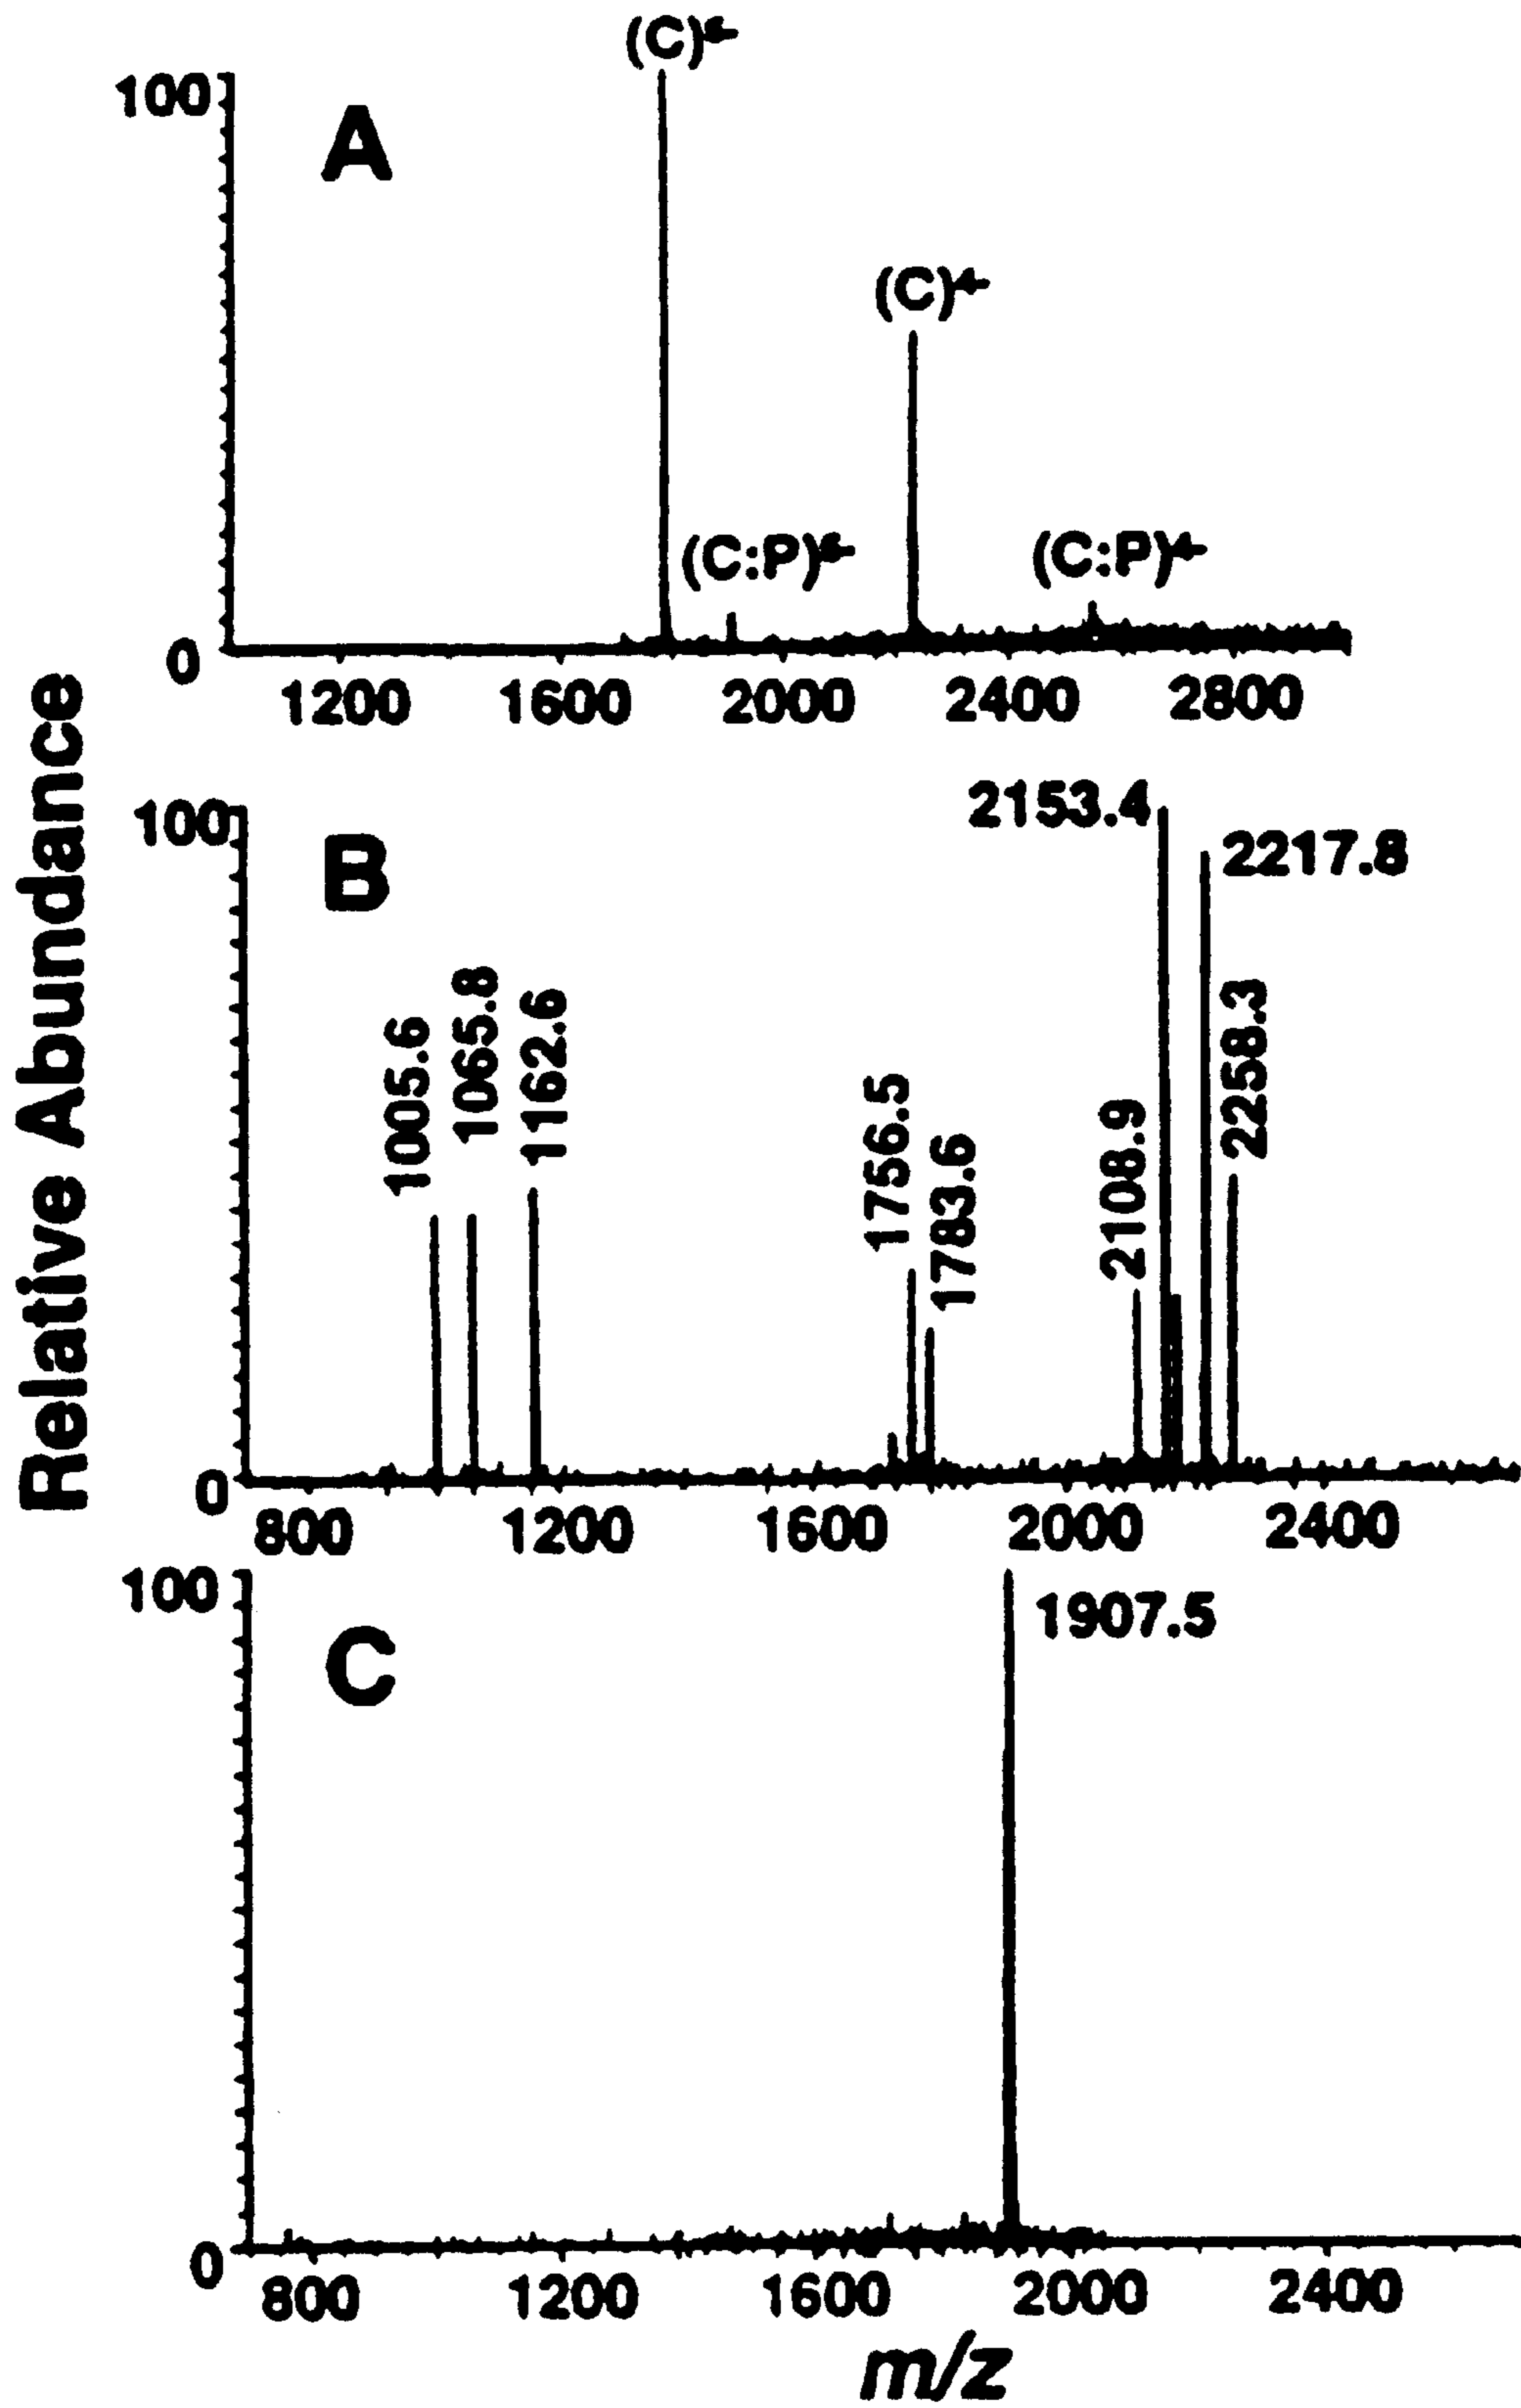 (C)⁵⁻
100
A
(C)⁴⁻
(C:P)⁵⁻
(C:P)⁴⁻
0
1200 1600 2000 2400 2800
Relative Abundance
100
B
2153.4
2217.8
1005.6
1065.8
1162.6
1756.5
1783.6
2108.9
2258.3
0
800 1200 1600 2000 2400
100
C
1907.5
0
800 1200 1600 2000 2400
m/z